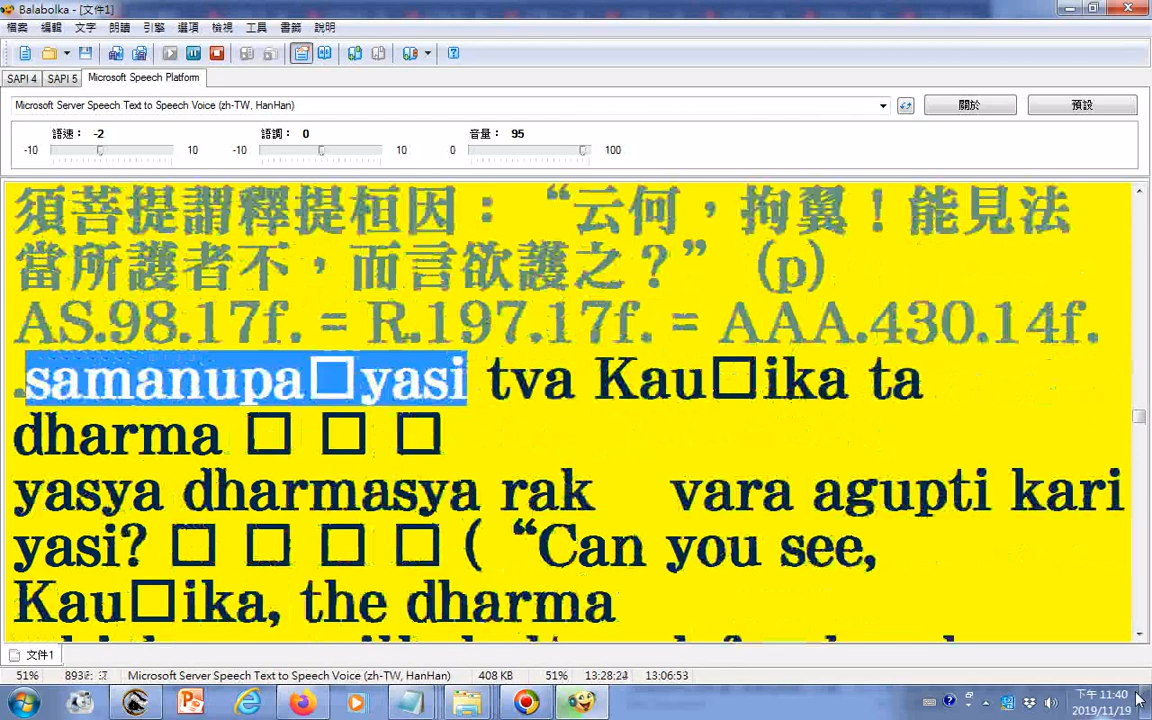 Balabolka - [文件1]
檔案 編輯 文字 朗讀 引擎 選項 檢視 工具 書籤 說明
SAPI 4 SAPI 5 Microsoft Speech Platform
Microsoft Server Speech Text to Speech Voice (zh-TW, HanHan) 關於 預設
語速： -2 語調： 0 音量： 95
-10 10 -10 10 0 100
須菩提謂釋提桓因：“云何，拘翼！能見法
當所護者不，而言欲護之？” (p)
AS.98.17f. = R.197.17f. = AAA.430.14f.
.samanupa□yasi tva Kau□ika ta
dharma □ □ □
yasya dharmasya rak vara agupti kari
yasi? □ □ □ □ ( “Can you see,
Kau□ika, the dharma
文件1
51% Microsoft Server Speech Text to Speech Voice (zh-TW, HanHan) 408 KB 51% 13:28:24 13:06:53
下午 11:40
2019/11/19